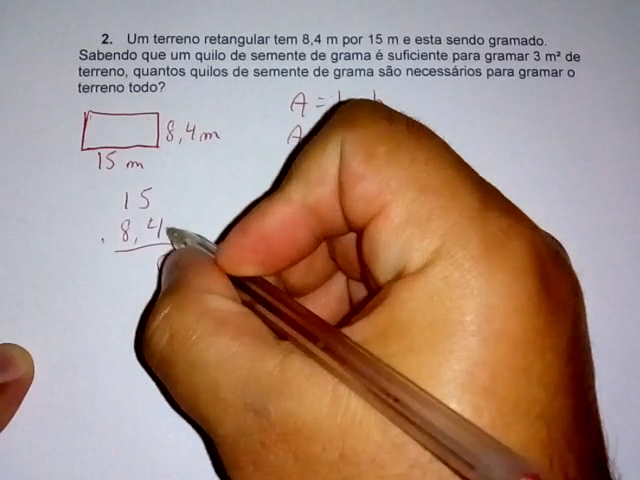 2. Um terreno retangular tem 8,4 m por 15 m e esta sendo gramado.
Sabendo que um quilo de semente de grama é suficiente para gramar 3 m² de
terreno, quantos quilos de semente de grama são necessários para gramar o
terreno todo?
A =
A
8,4 m
15 m
15
. 8,4